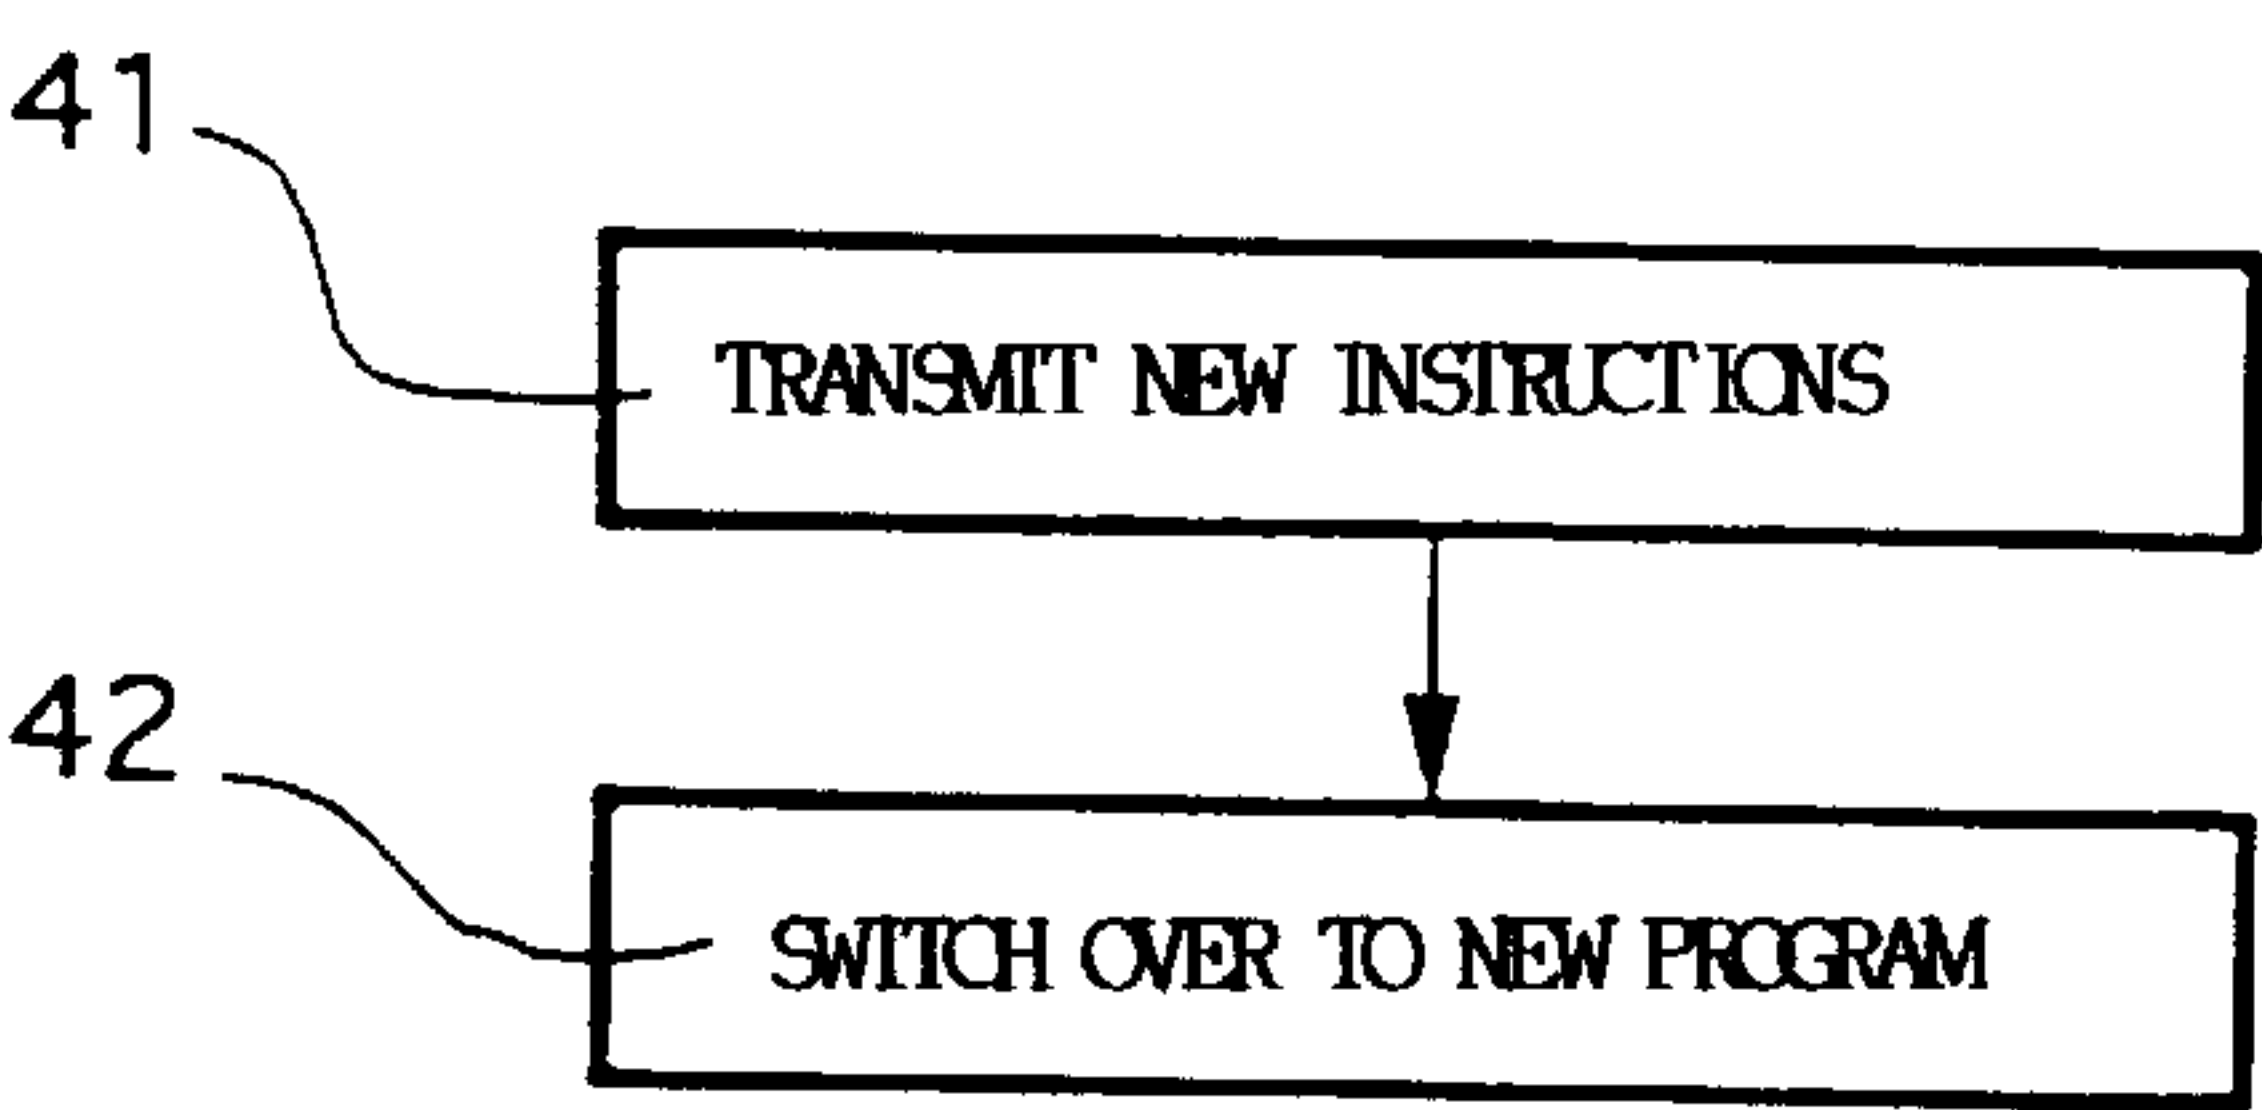 41
TRANSMIT NEW INSTRUCTIONS
42
SWITCH OVER TO NEW PROGRAM